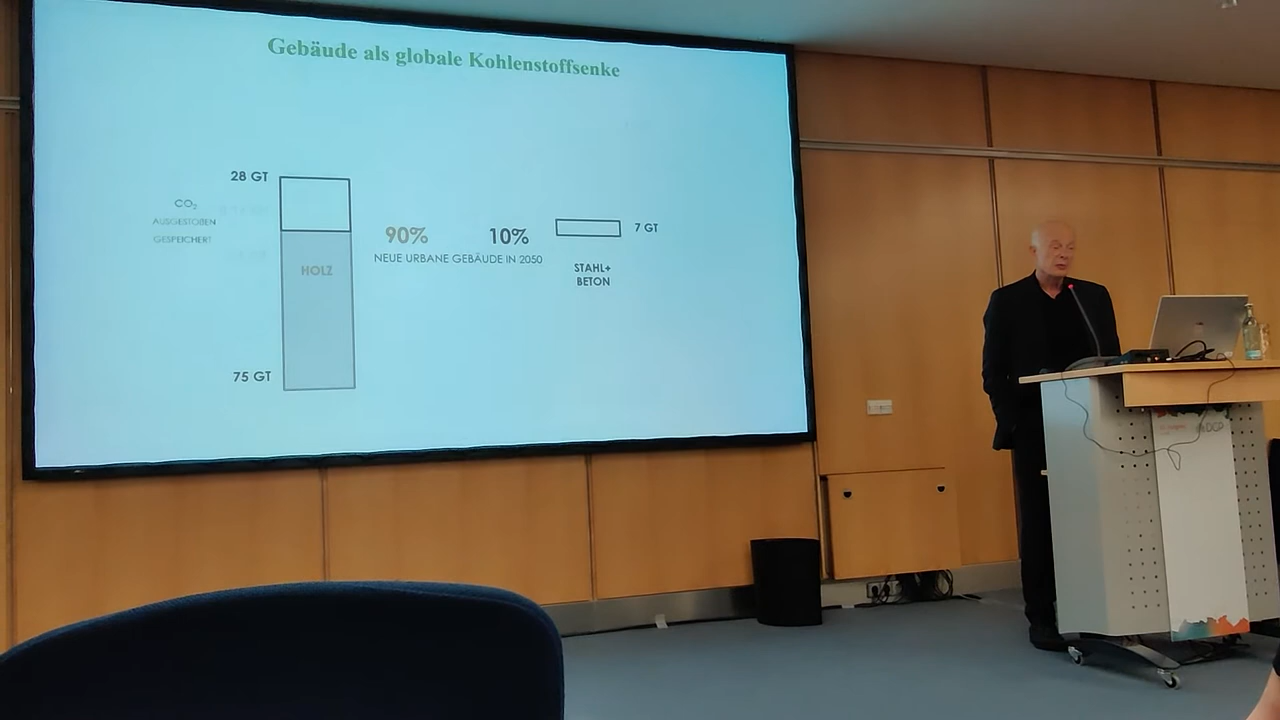 Gebäude als globale Kohlenstoffsenke
28 GT
CO₂
AUSGESTOßEN
GESPEICHERT
HOLZ
75 GT
90%
10%
NEUE URBANE GEBÄUDE IN 2050
7 GT
STAHL+
BETON
DGP